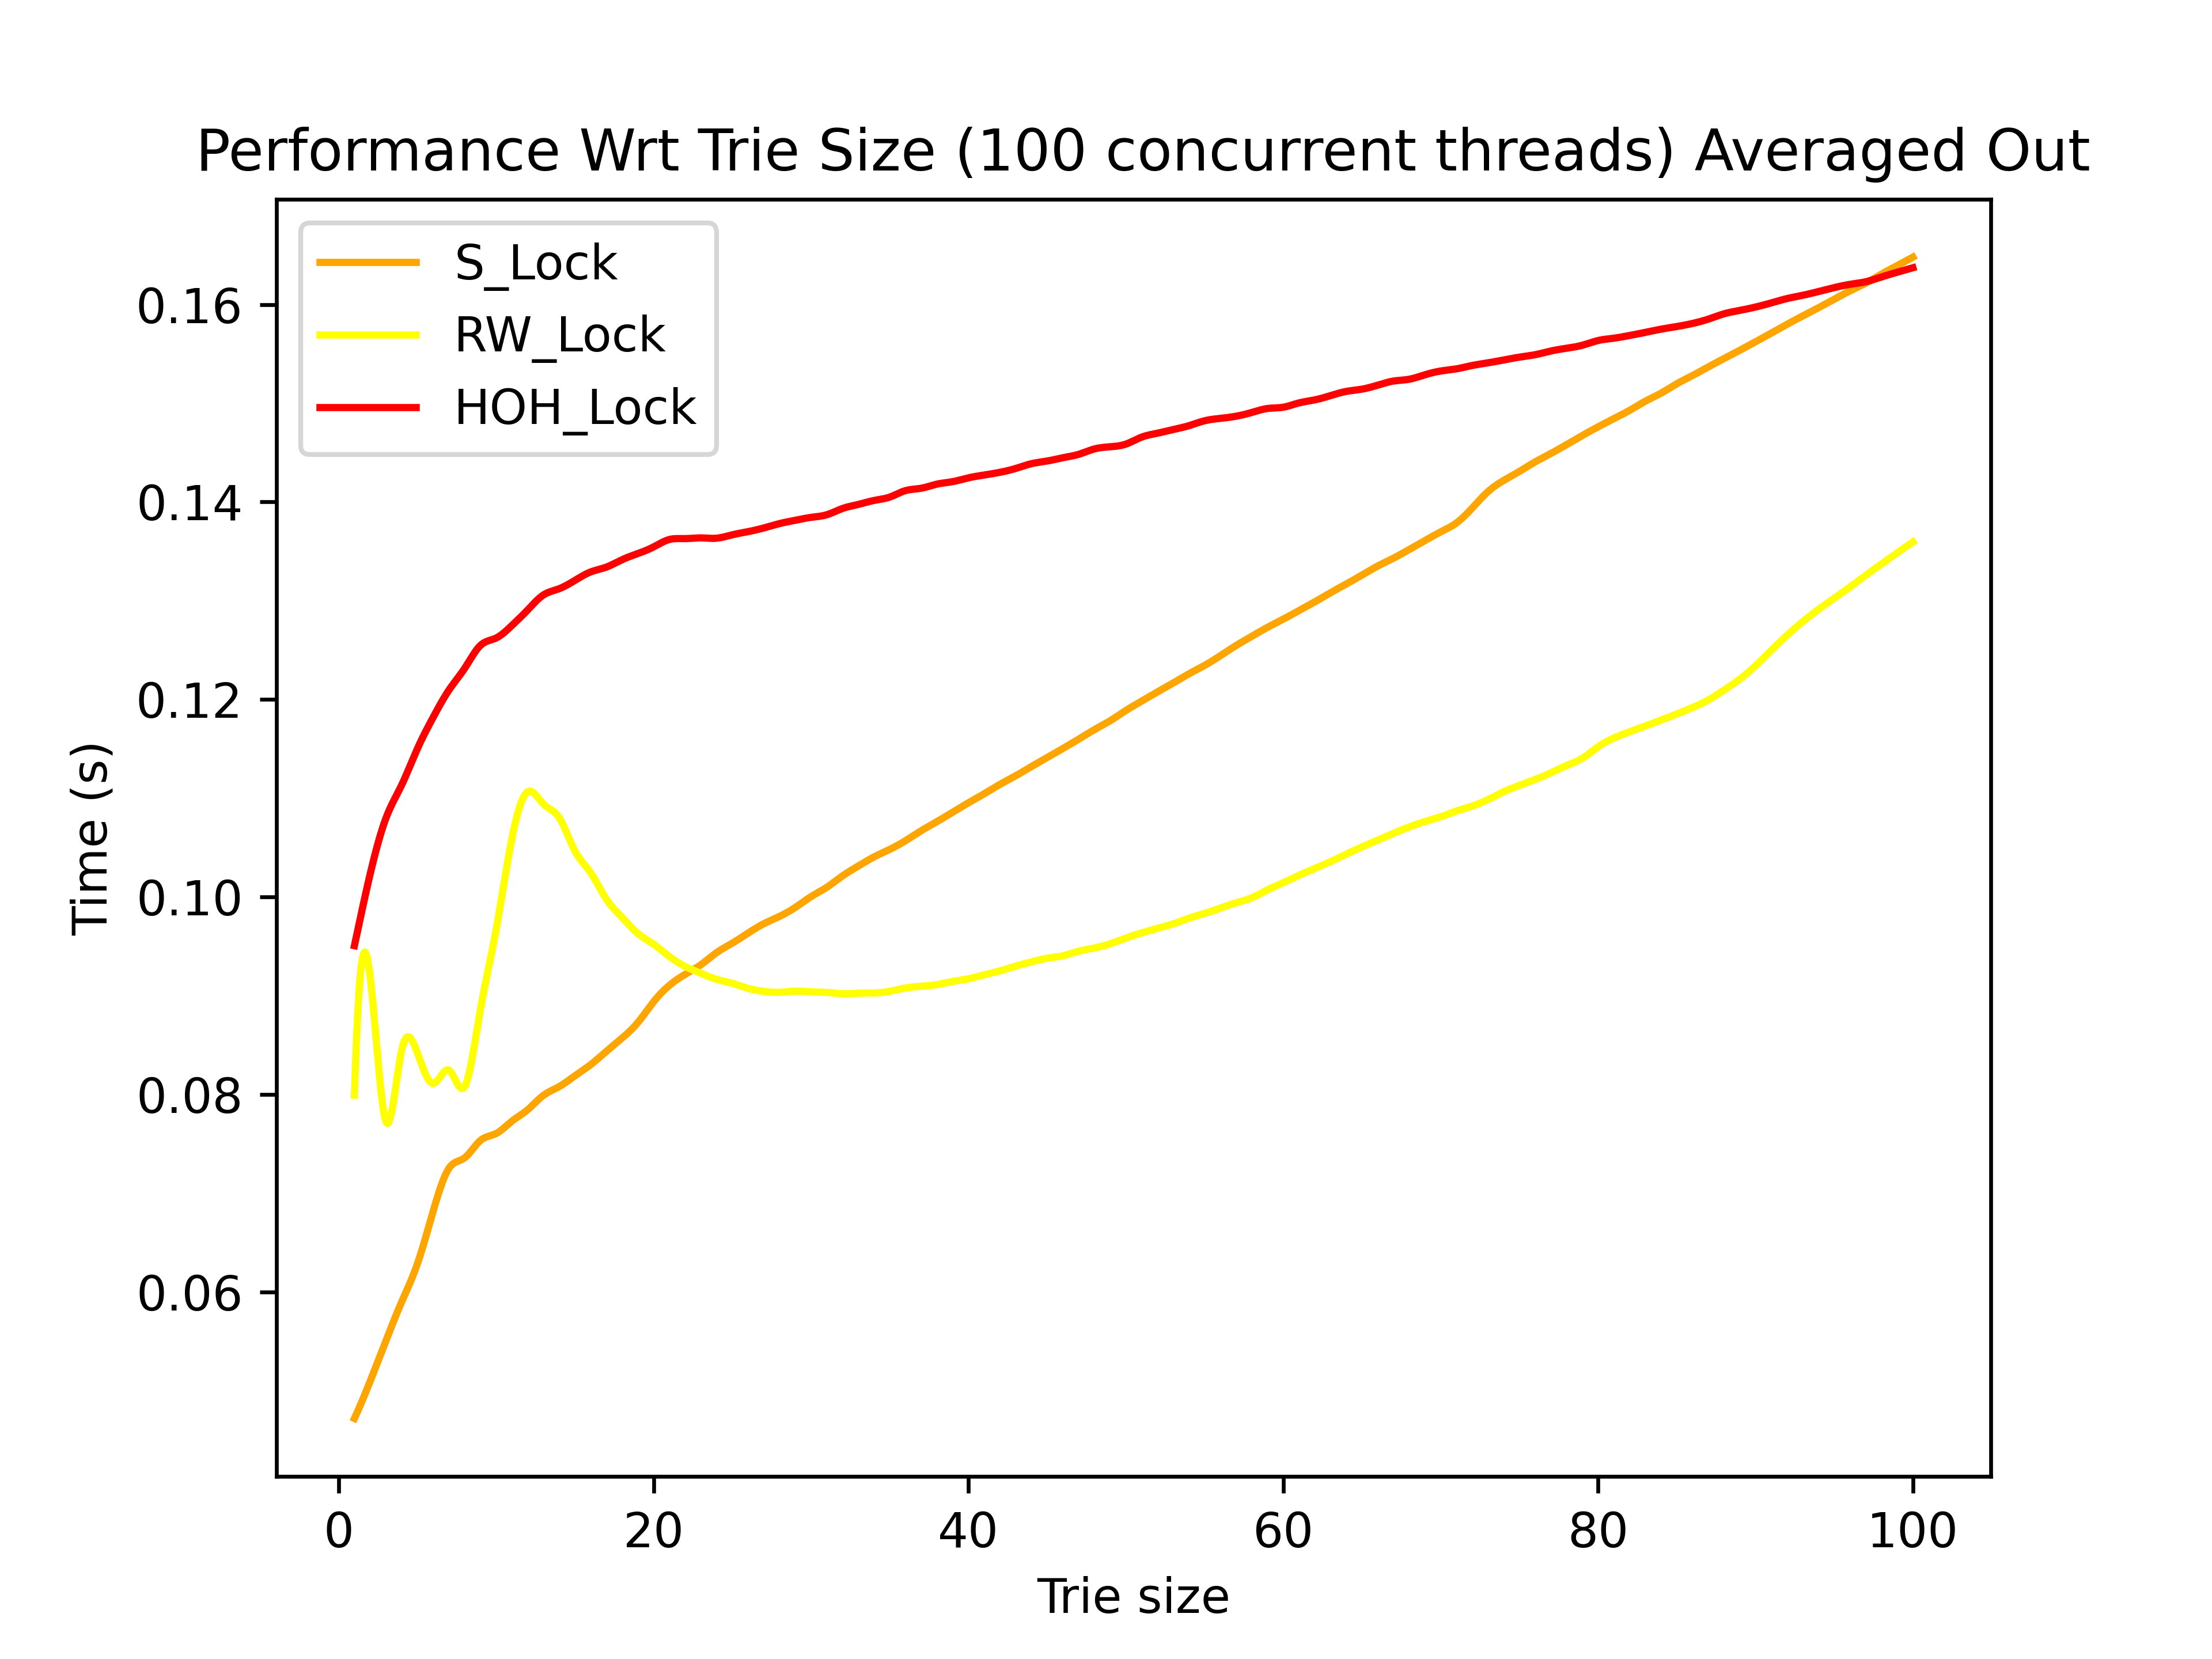 Performance Wrt Trie Size (100 concurrent threads) Averaged Out
S_Lock
RW_Lock
HOH_Lock
0.16
0.14
0.12
0.10
0.08
0.06
Time (s)
0 20 40 60 80 100
Trie size